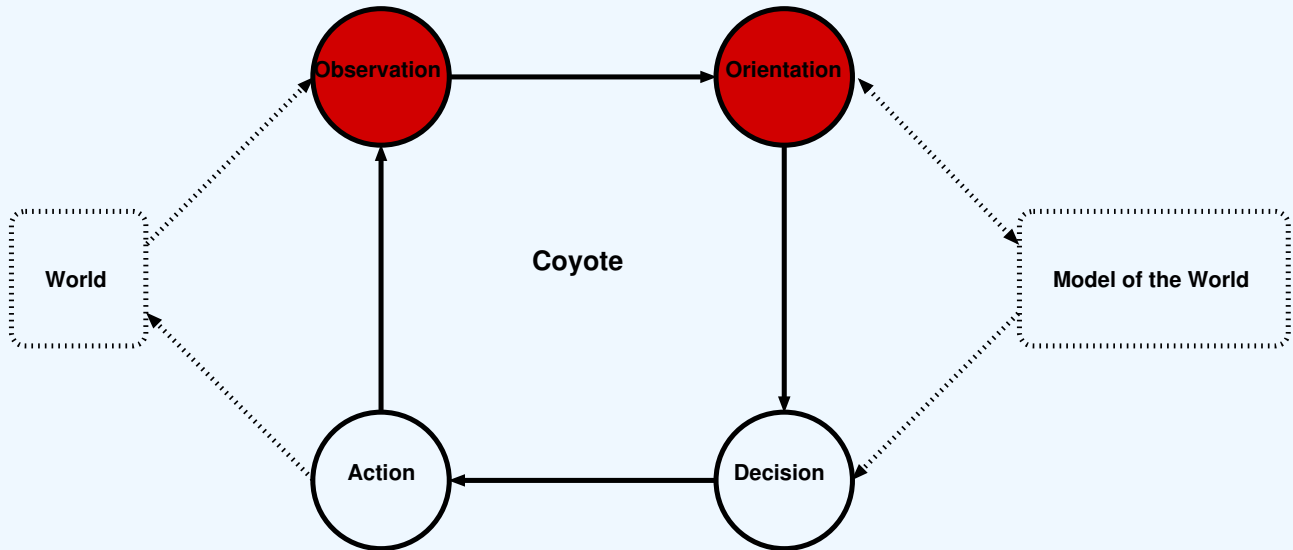 Observation
Orientation
Coyote
World
Model of the World
Action
Decision